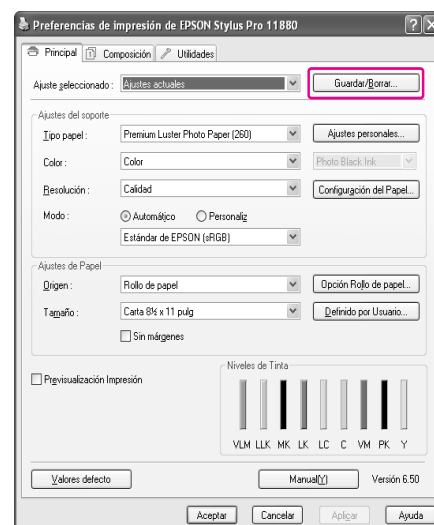 Preferencias de impresión de EPSON Stylus Pro 11880
Principal Composición Utilidades
Ajuste seleccionado : Ajustes actuales Guardar/Borrar...
Ajustes del soporte
Tipo papel : Premium Luster Photo Paper (260) Ajustes personales...
Color : Color Photo Black Ink
Resolución : Calidad Configuración del Papel...
Modo : Automático Personaliz
Estándar de EPSON (sRGB)
Ajustes de Papel
Origen : Rollo de papel Opción Rollo de papel...
Tamaño : Carta 8½ x 11 pulg Definido por Usuario...
Sin márgenes
Niveles de Tinta
Previsualización Impresión
VLM LLK MK LK LC C VM PK Y
Valores defecto Manual(Y) Versión 6.50
Aceptar Cancelar Aplicar Ayuda